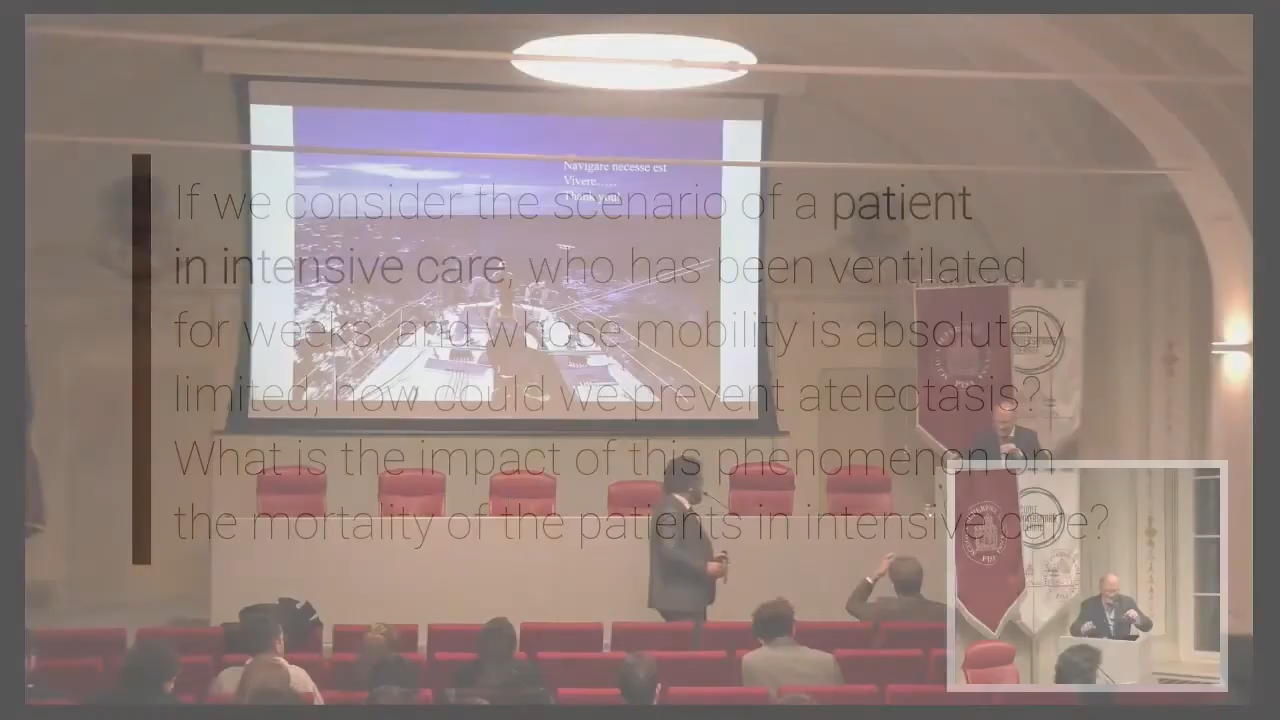 Navigare necesse est
Vivere.....
Thank you!
If we consider the scenario of a patient
in intensive care, who has been ventilated
for weeks, and whose mobility is absolutely
limited, how could we prevent atelectasis?
What is the impact of this phenomenon on
the mortality of the patients in intensive care?